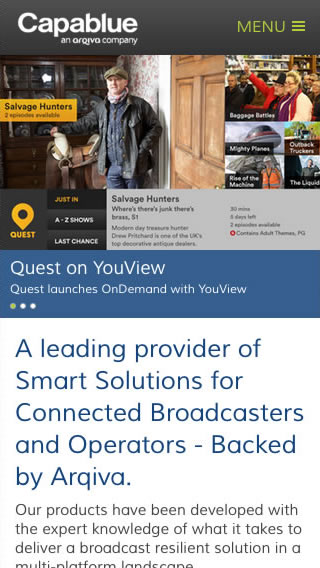 Capablue
an arqiva company
MENU
Salvage Hunters
2 episodes available
Baggage Battles
Mighty Planes
Outback
Truckers
Rise of the
Machine
The Liquid
QUEST
JUST IN
A - Z SHOWS
LAST CHANCE
Salvage Hunters
Where's there's junk there's
brass, S1
Modern day treasure hunter
Drew Pritchard is one of the UK's
top decorative antique dealers.
30 mins
5 days left
2 episodes available
Contains Adult Themes, PG
Quest on YouView
Quest launches OnDemand with YouView
A leading provider of
Smart Solutions for
Connected Broadcasters
and Operators - Backed
by Arqiva.
Our products have been developed with
the expert knowledge of what it takes to
deliver a broadcast resilient solution in a
multi-platform landscape